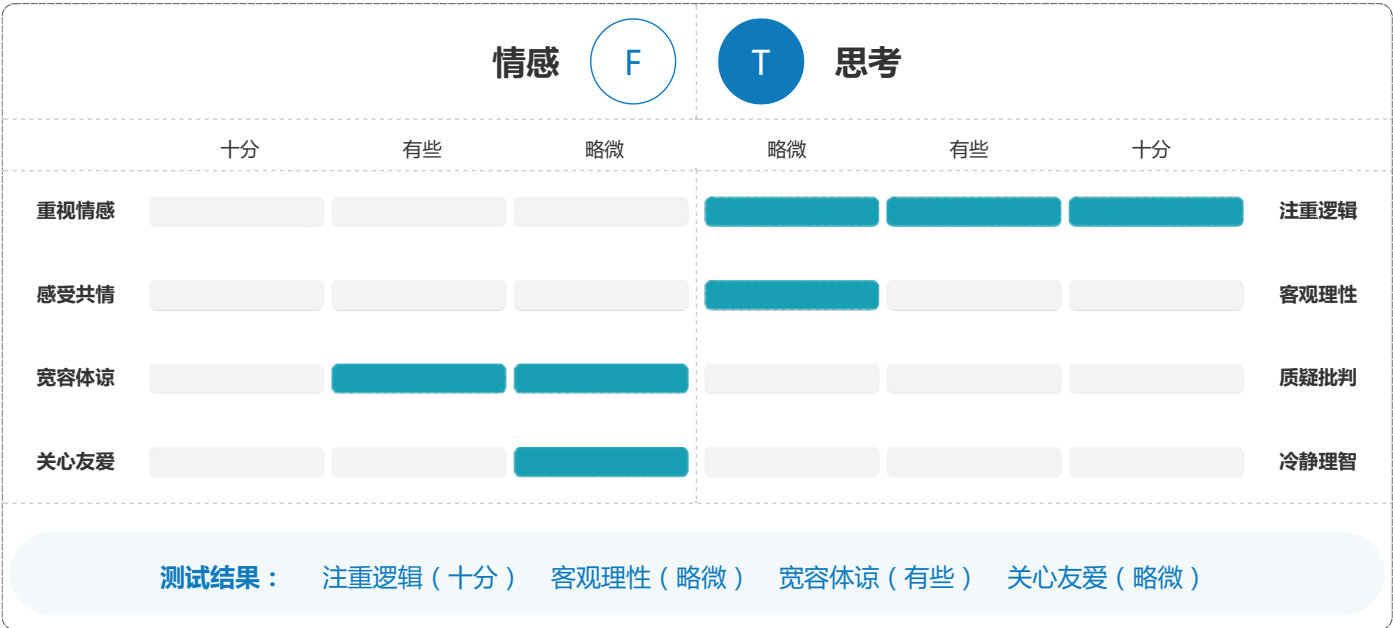 情感 F T 思考
十分 有些 略微 略微 有些 十分
重视情感 注重逻辑
感受共情 客观理性
宽容体谅 质疑批判
关心友爱 冷静理智
测试结果： 注重逻辑（十分） 客观理性（略微） 宽容体谅（有些） 关心友爱（略微）